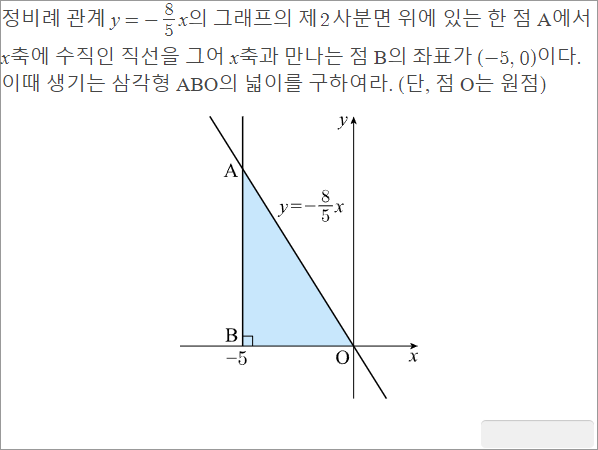 정비례 관계 y = -8/5 x의 그래프의 제2사분면 위에 있는 한 점 A에서
x축에 수직인 직선을 그어 x축과 만나는 점 B의 좌표가 (-5, 0)이다.
이때 생기는 삼각형 ABO의 넓이를 구하여라. (단, 점 O는 원점)
y
A
y=-8/5 x
B
-5
O
x